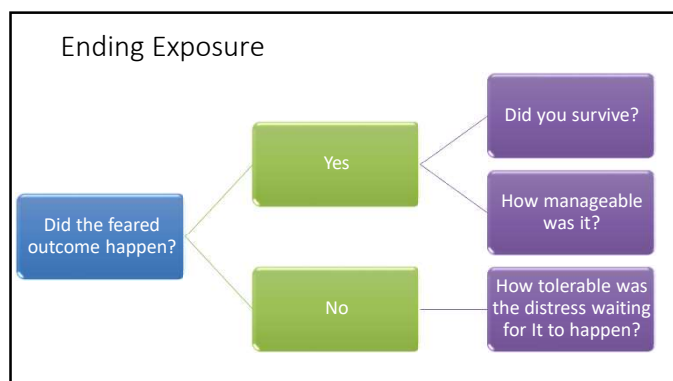 Ending Exposure
Did the feared
outcome happen?
Yes
Did you survive?
How manageable
was it?
No
How tolerable was
the distress waiting
for It to happen?